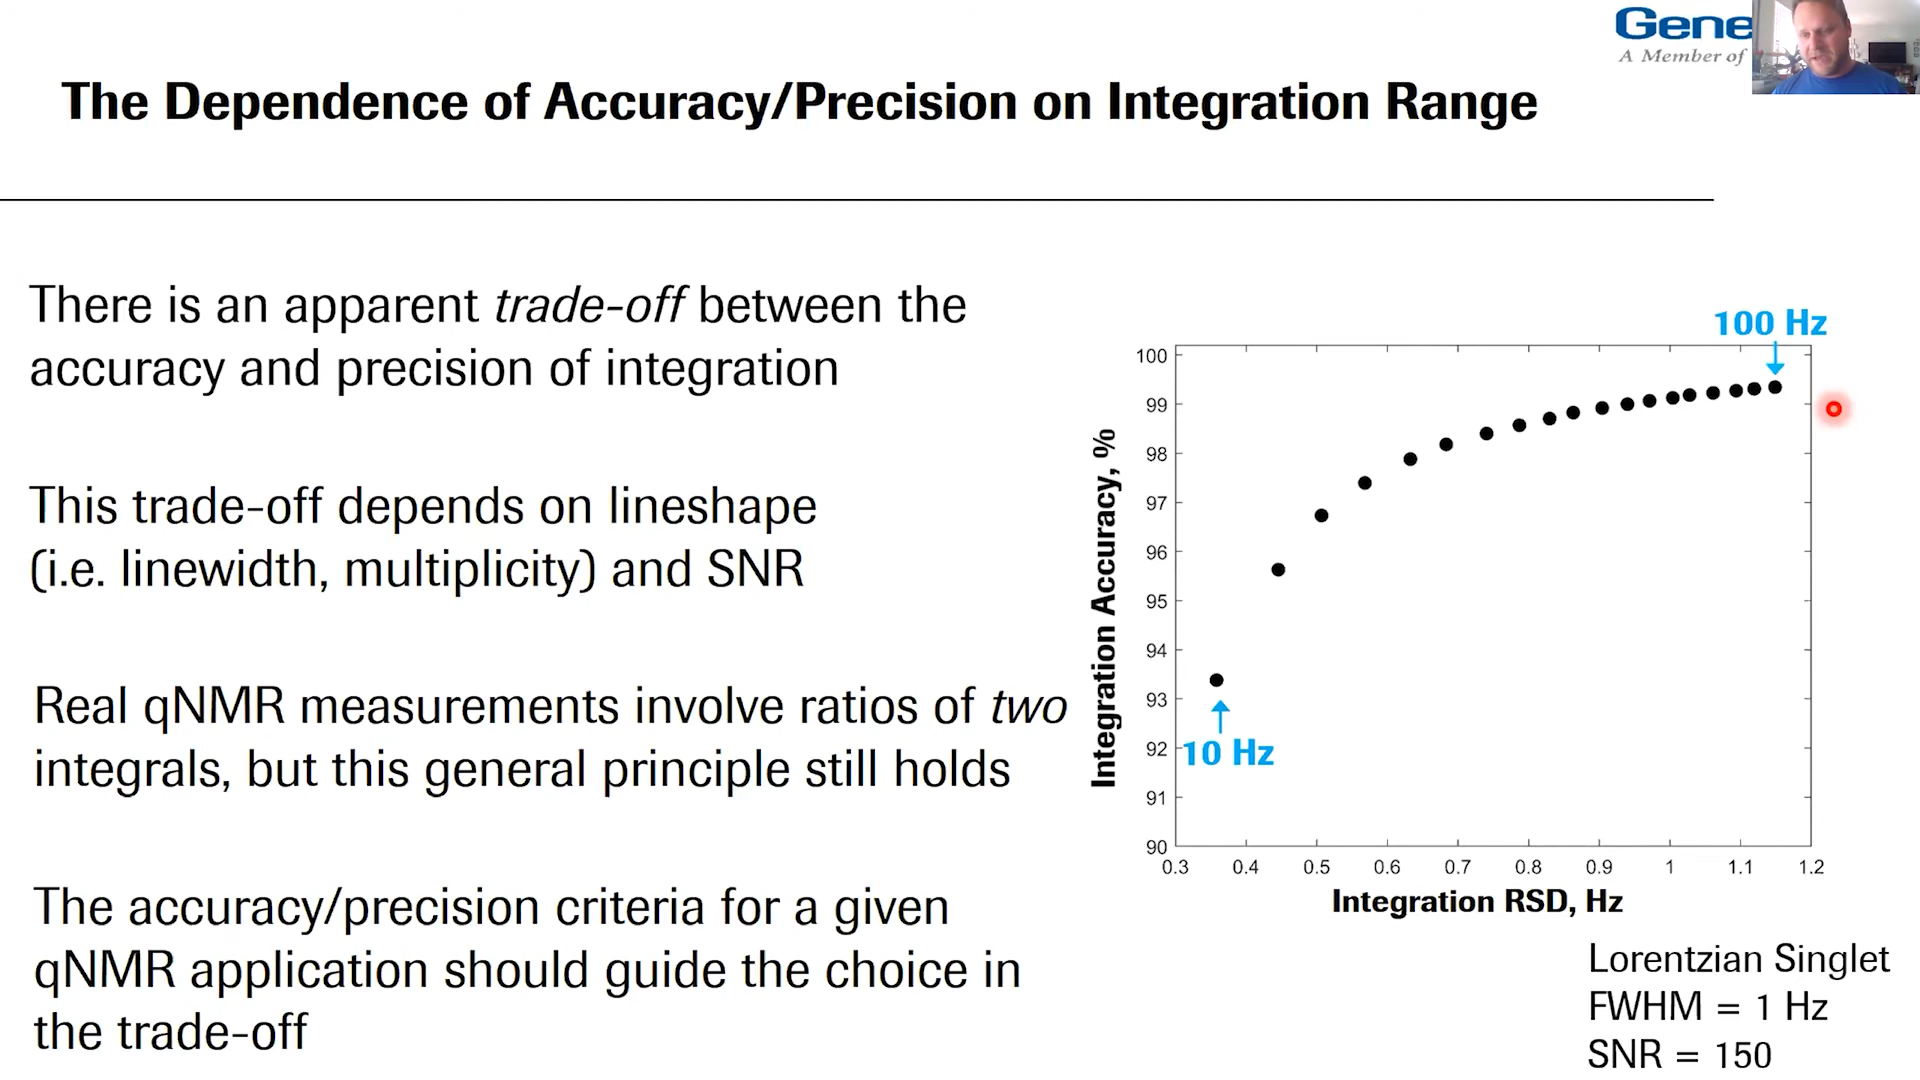 Gene
A Member of
The Dependence of Accuracy/Precision on Integration Range
There is an apparent trade-off between the
accuracy and precision of integration
This trade-off depends on lineshape
(i.e. linewidth, multiplicity) and SNR
Real qNMR measurements involve ratios of two
integrals, but this general principle still holds
The accuracy/precision criteria for a given
qNMR application should guide the choice in
the trade-off
100 Hz
10 Hz
Integration Accuracy, %
100
99
98
97
96
95
94
93
92
91
90
0.3 0.4 0.5 0.6 0.7 0.8 0.9 1 1.1 1.2
Integration RSD, Hz
Lorentzian Singlet
FWHM = 1 Hz
SNR = 150